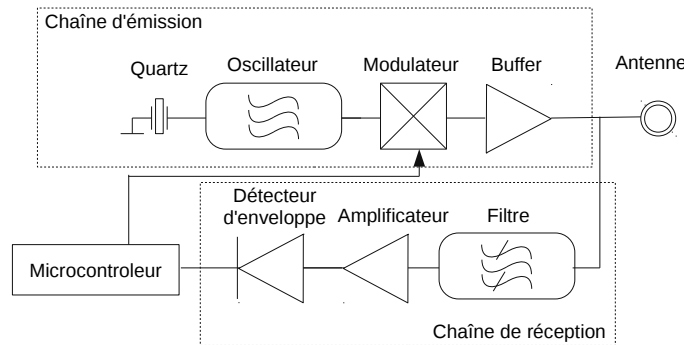 Chaîne d'émission
Quartz
Oscillateur
Modulateur
Buffer
Antenne
Détecteur
d'enveloppe
Amplificateur
Filtre
Microcontroleur
Chaîne de réception